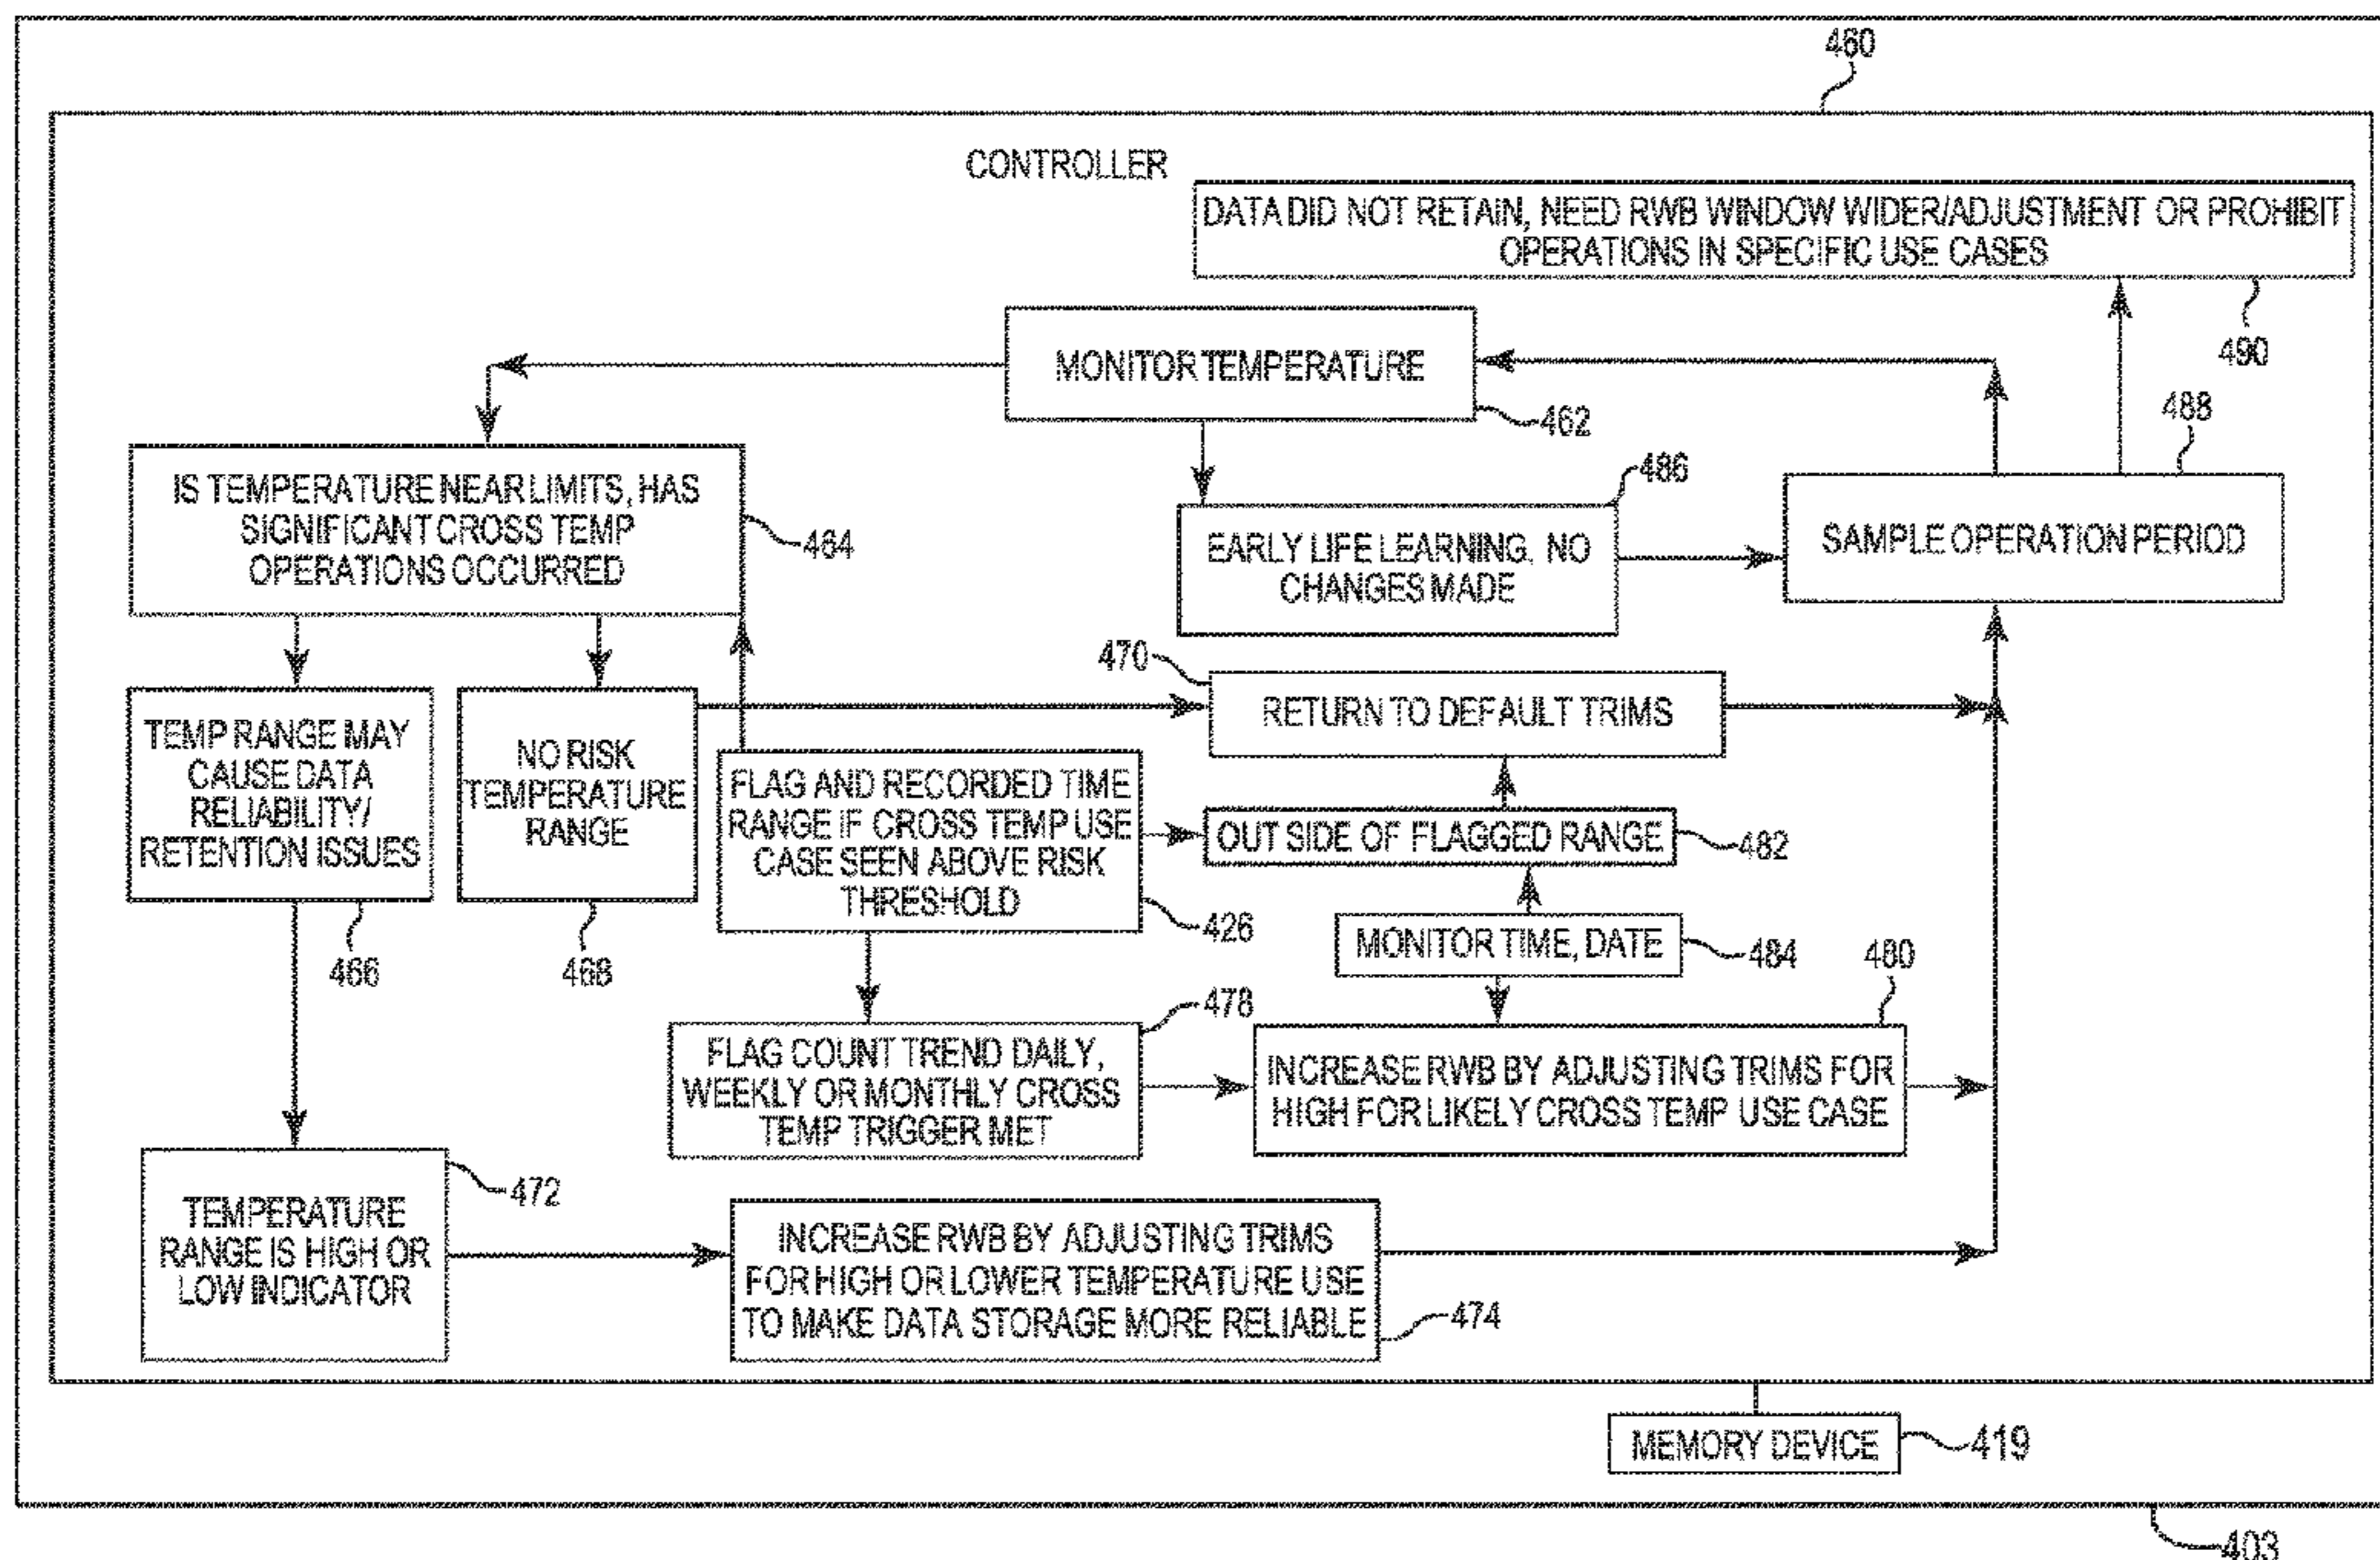 460
CONTROLLER
DATA DID NOT RETAIN, NEED RWB WINDOW WIDER/ADJUSTMENT OR PROHIBIT
OPERATIONS IN SPECIFIC USE CASES
490
MONITOR TEMPERATURE
462
488
IS TEMPERATURE NEAR LIMITS, HAS
SIGNIFICANT CROSS TEMP
OPERATIONS OCCURRED
464
486
EARLY LIFE LEARNING, NO
CHANGES MADE
SAMPLE OPERATION PERIOD
470
RETURN TO DEFAULT TRIMS
TEMP RANGE MAY
CAUSE DATA
RELIABILITY/
RETENTION ISSUES
466
NO RISK
TEMPERATURE
RANGE
468
FLAG AND RECORDED TIME
RANGE IF CROSS TEMP USE
CASE SEEN ABOVE RISK
THRESHOLD
426
OUT SIDE OF FLAGGED RANGE
482
MONITOR TIME, DATE
484
480
478
FLAG COUNT TREND DAILY,
WEEKLY OR MONTHLY CROSS
TEMP TRIGGER MET
INCREASE RWB BY ADJUSTING TRIMS FOR
HIGH FOR LIKELY CROSS TEMP USE CASE
472
TEMPERATURE
RANGE IS HIGH OR
LOW INDICATOR
INCREASE RWB BY ADJUSTING TRIMS
FOR HIGH OR LOWER TEMPERATURE USE
TO MAKE DATA STORAGE MORE RELIABLE
474
MEMORY DEVICE
419
403